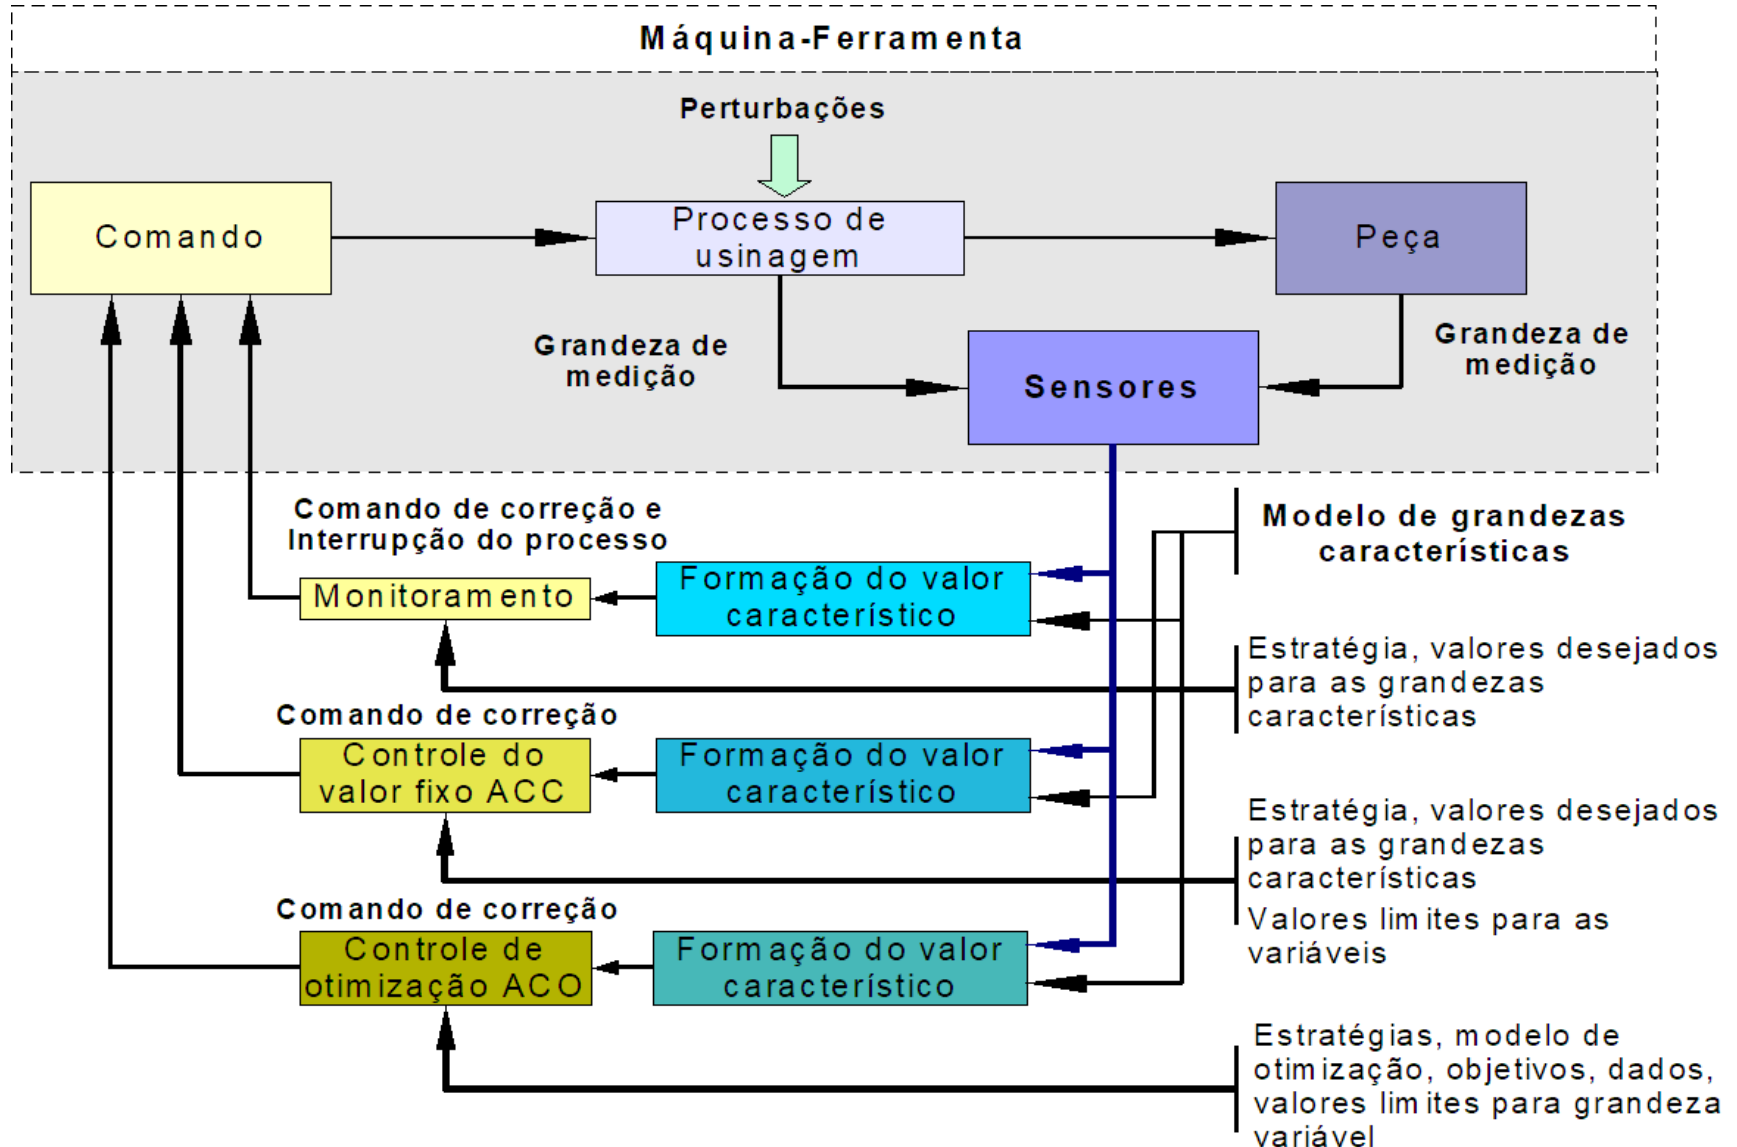 Máquina-Ferramenta
Perturbações
Comando
Processo de
usinagem
Peça
Grandeza de
medição
Sensores
Grandeza de
medição
Comando de correção e
Interrupção do processo
Monitoramento
Formação do valor
característico
Modelo de grandezas
características
Estratégia, valores desejados
para as grandezas
características
Comando de correção
Controle do
valor fixo ACC
Formação do valor
característico
Estratégia, valores desejados
para as grandezas
características
Valores limites para as
variáveis
Comando de correção
Controle de
otimização ACO
Formação do valor
característico
Estratégias, modelo de
otimização, objetivos, dados,
valores limites para grandeza
variável